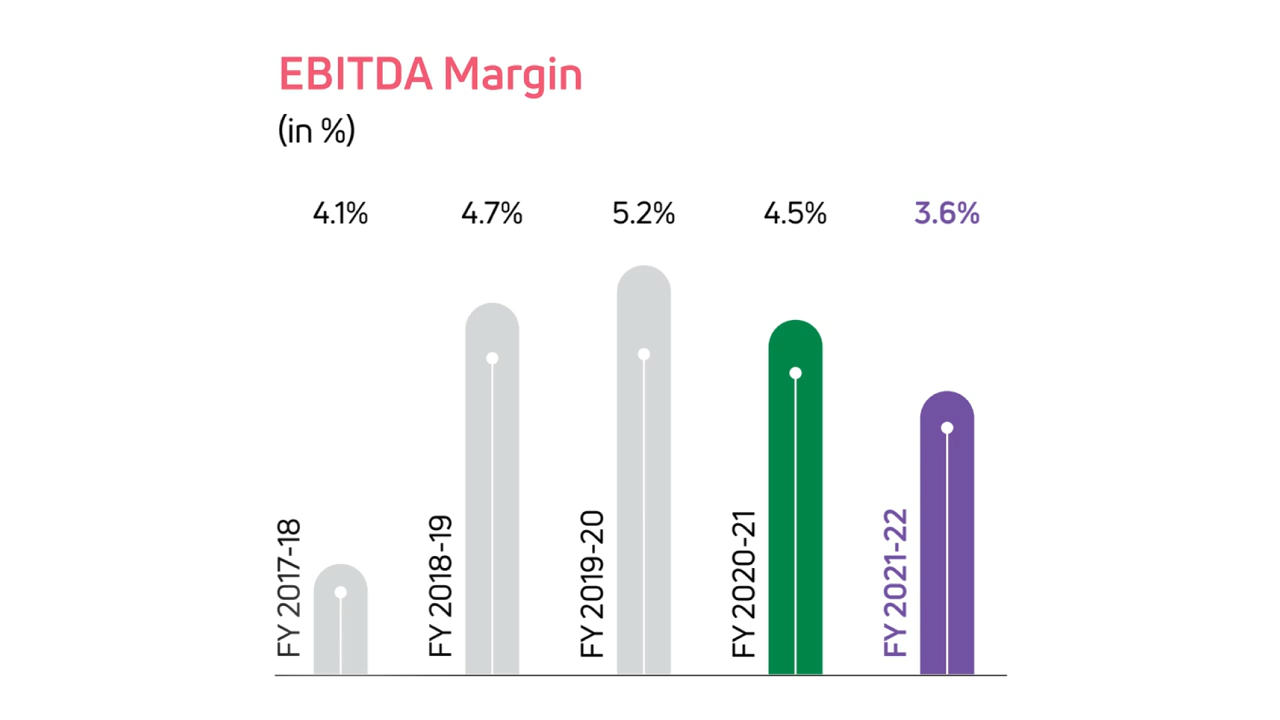 EBITDA Margin
(in %)
4.1% 4.7% 5.2% 4.5% 3.6%
FY 2017-18
FY 2018-19
FY 2019-20
FY 2020-21
FY 2021-22